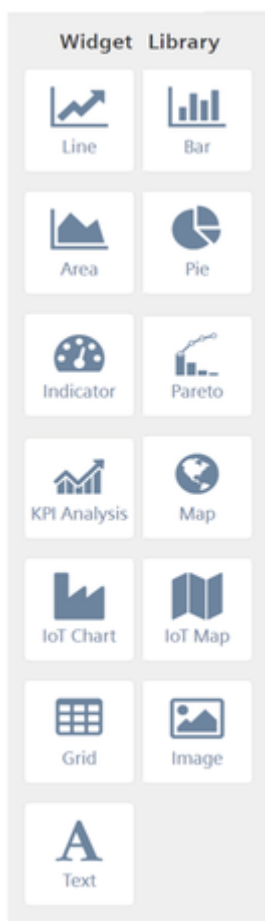 Widget Library
Line Bar
Area Pie
Indicator Pareto
KPI Analysis Map
IoT Chart IoT Map
Grid Image
A
Text